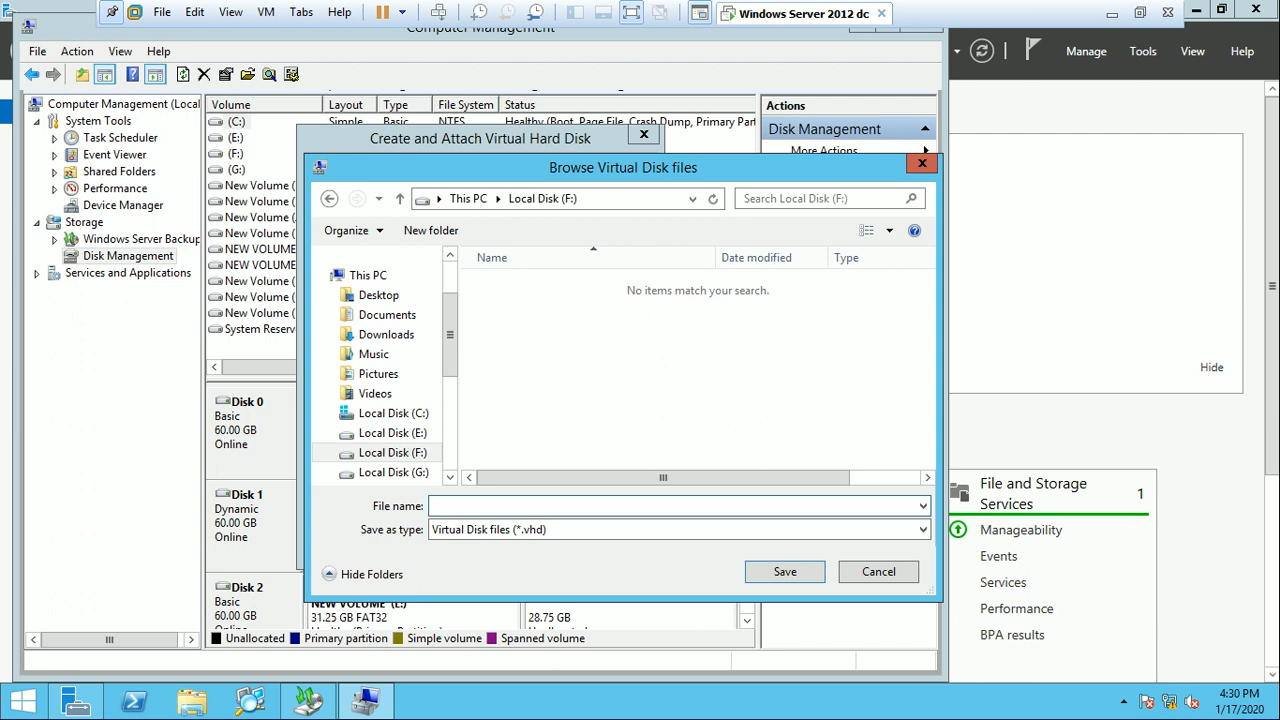 File Edit View VM Tabs Help
Windows Server 2012 dc
Computer Management
Manage Tools View Help
File Action View Help
Computer Management (Local
System Tools
Task Scheduler
Event Viewer
Shared Folders
Performance
Device Manager
Storage
Windows Server Backup
Disk Management
Services and Applications
Volume Layout Type File System Status
(C:) Simple Basic NTFS Healthy (Boot, Page File, Crash Dump, Primary Part
(E:)
(F:)
(G:)
New Volume (
New Volume (
New Volume (
New Volume (
NEW VOLUME
NEW VOLUME
New Volume (
New Volume (
New Volume (
System Reserv
Actions
Disk Management
More Actions
Create and Attach Virtual Hard Disk
Browse Virtual Disk files
This PC Local Disk (F:)
Search Local Disk (F:)
Organize New folder
Name Date modified Type
No items match your search.
This PC
Desktop
Documents
Downloads
Music
Pictures
Videos
Local Disk (C:)
Local Disk (E:)
Local Disk (F:)
Local Disk (G:)
File name:
Save as type: Virtual Disk files (*.vhd)
Hide Folders
Save Cancel
Disk 0
Basic
60.00 GB
Online
Disk 1
Dynamic
60.00 GB
Online
Disk 2
Basic
60.00 GB
NEW VOLUME (L:)
31.25 GB FAT32
28.75 GB
Unallocated Primary partition Simple volume Spanned volume
Hide
File and Storage
Services
1
Manageability
Events
Services
Performance
BPA results
4:30 PM
1/17/2020